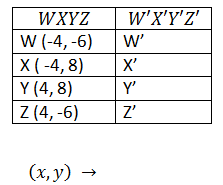 WXYZ W′X′Y′Z′
W (-4, -6) W′
X ( -4, 8) X′
Y (4, 8) Y′
Z (4, -6) Z′
(x, y) →